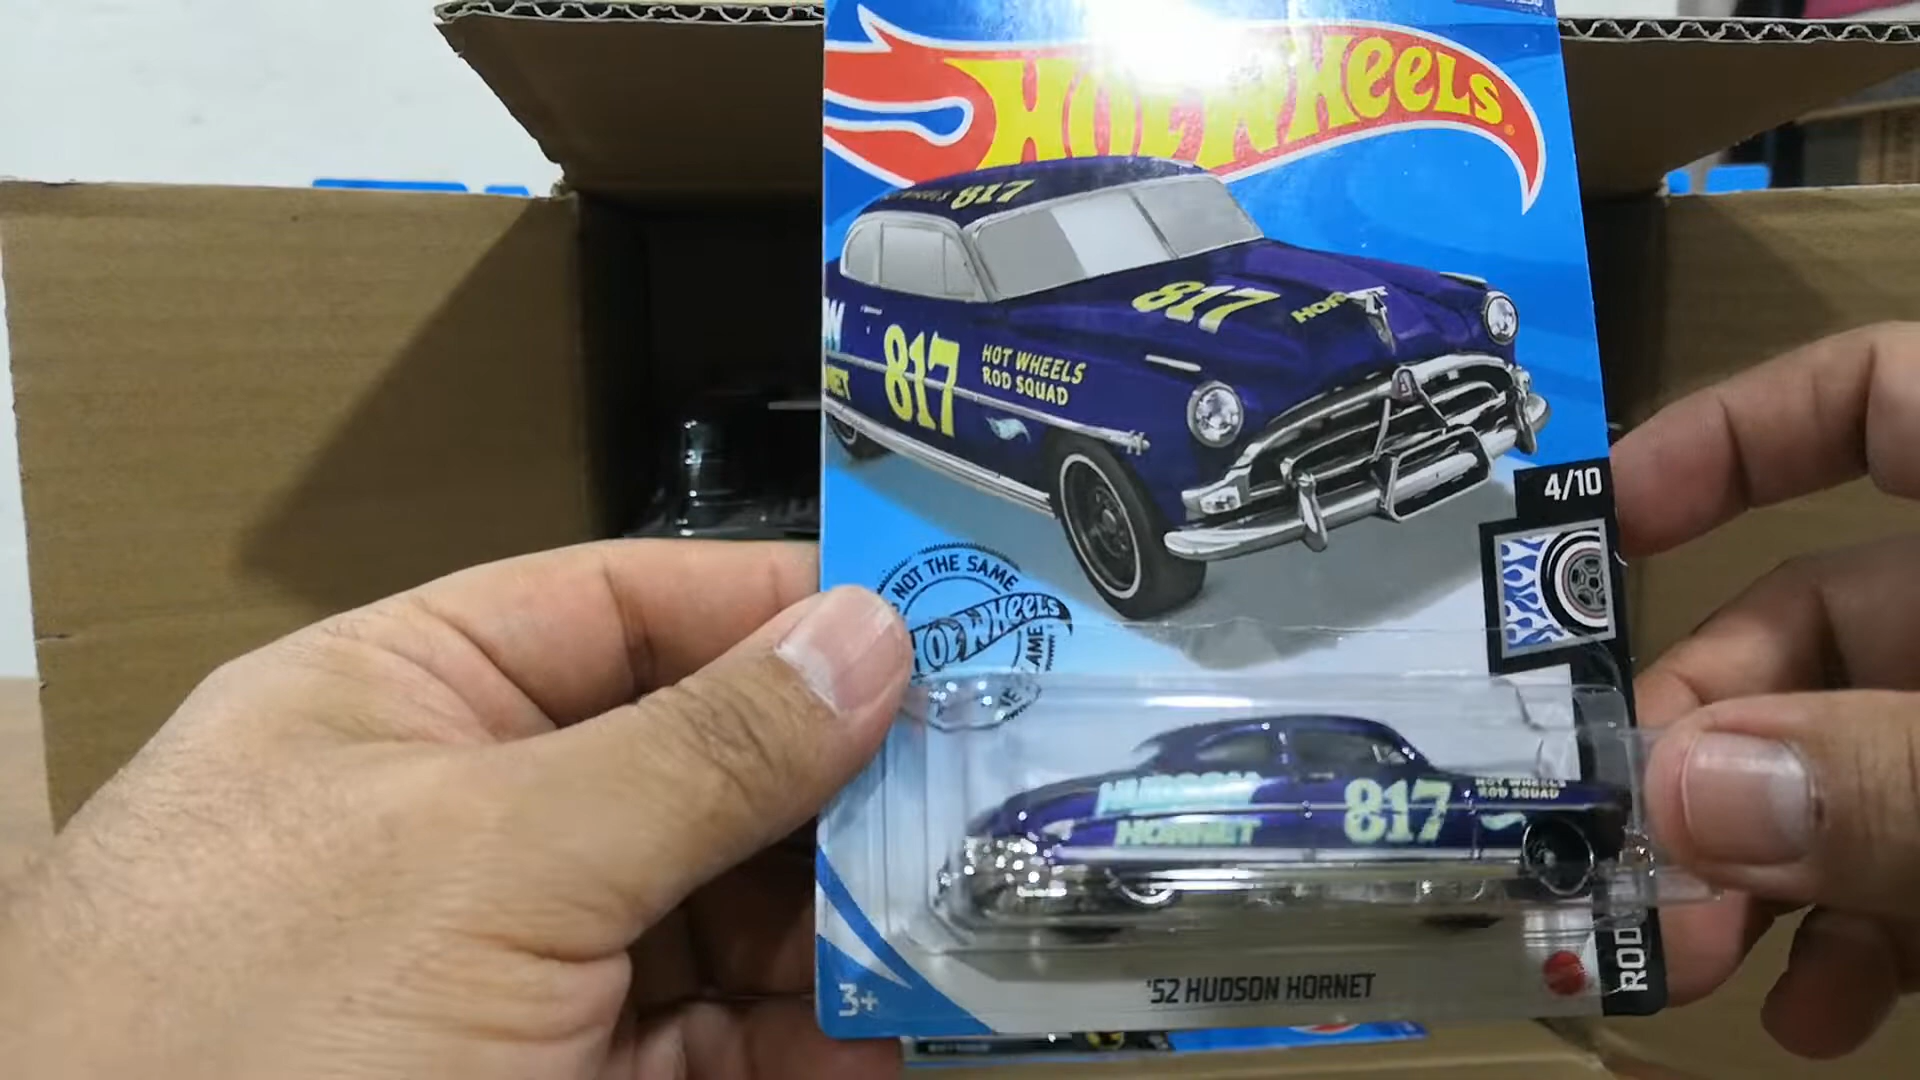 HOT WHEELS
817
817
HOR
817
HOT WHEELS
ROD SQUAD
4/10
NOT THE SAME
HOT WHEELS
HUDSON
HORNET
817
HOT WHEELS
ROD SQUAD
3+
'52 HUDSON HORNET
ROD